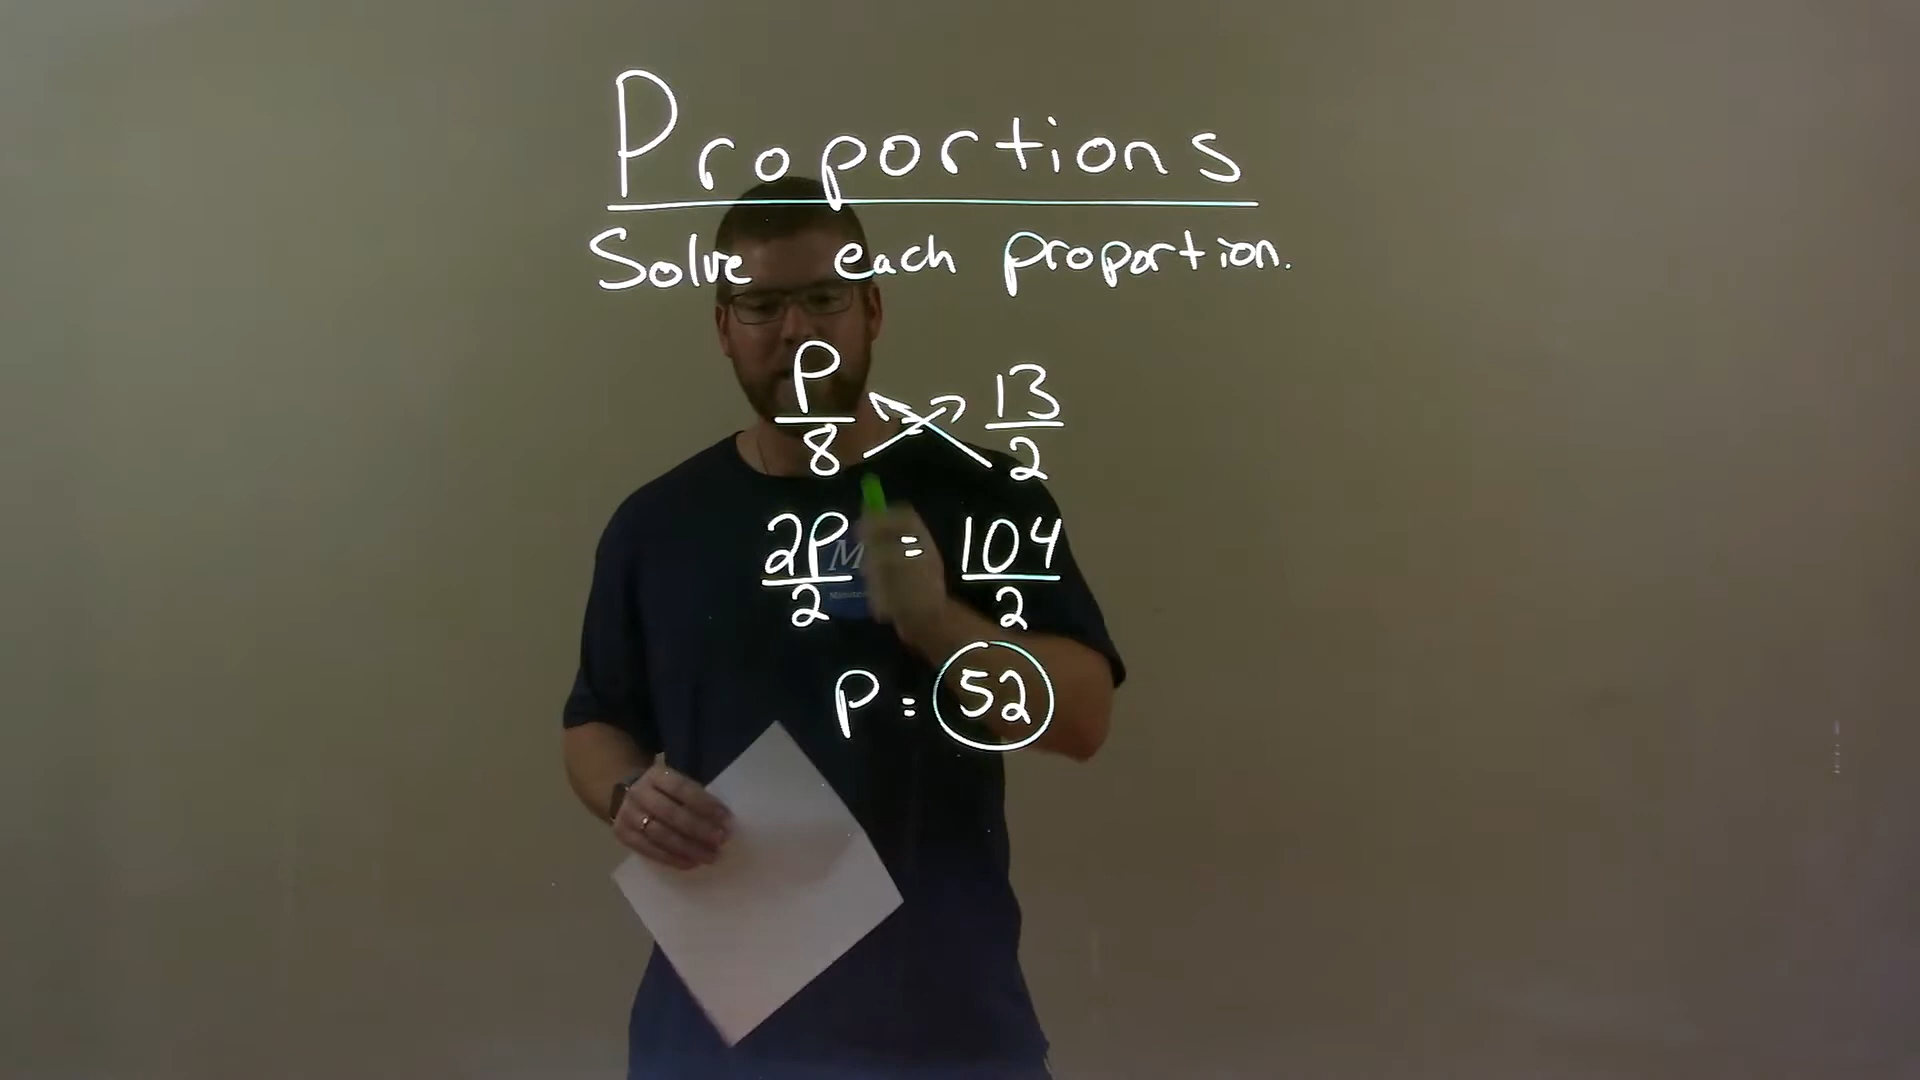 Proportions
Solve each proportion.
P/8 13/2
2P/2 = 104/2
P = 52